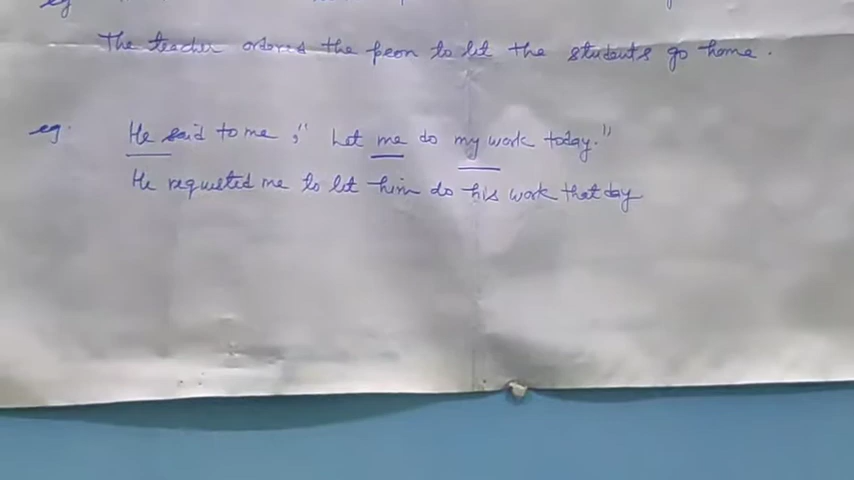 eg
The teacher ordered the peon to let the students go home.
eg. He said to me, "Let me do my work today."
He requested me to let him do his work that day